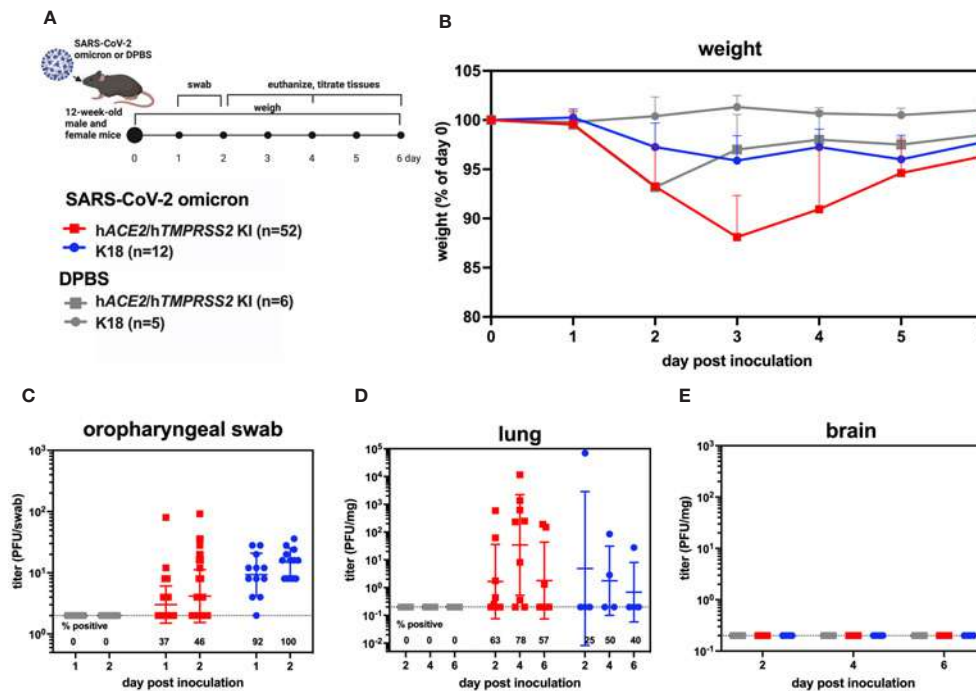 A
SARS-CoV-2
omicron or DPBS
swab
euthanize, titrate tissues
weigh
12-week-old
male and
female mice
0 1 2 3 4 5 6 day
SARS-CoV-2 omicron
hACE2/hTMPRSS2 KI (n=52)
K18 (n=12)
DPBS
hACE2/hTMPRSS2 KI (n=6)
K18 (n=5)
B
weight
weight (% of day 0)
105
100
95
90
85
80
0 1 2 3 4 5
day post inoculation
C
oropharyngeal swab
titer (PFU/swab)
10³
10²
10¹
10⁰
% positive
0 0 37 46 92 100
1 2 1 2 1 2
day post inoculation
D
lung
titer (PFU/mg)
10⁵
10⁴
10³
10²
10¹
10⁰
10⁻¹
10⁻²
% positive
0 0 0 63 78 57 25 50 40
2 4 6 2 4 6 2 4 6
day post inoculation
E
brain
titer (PFU/mg)
10³
10²
10¹
10⁰
10⁻¹
2 4 6
day post inoculation